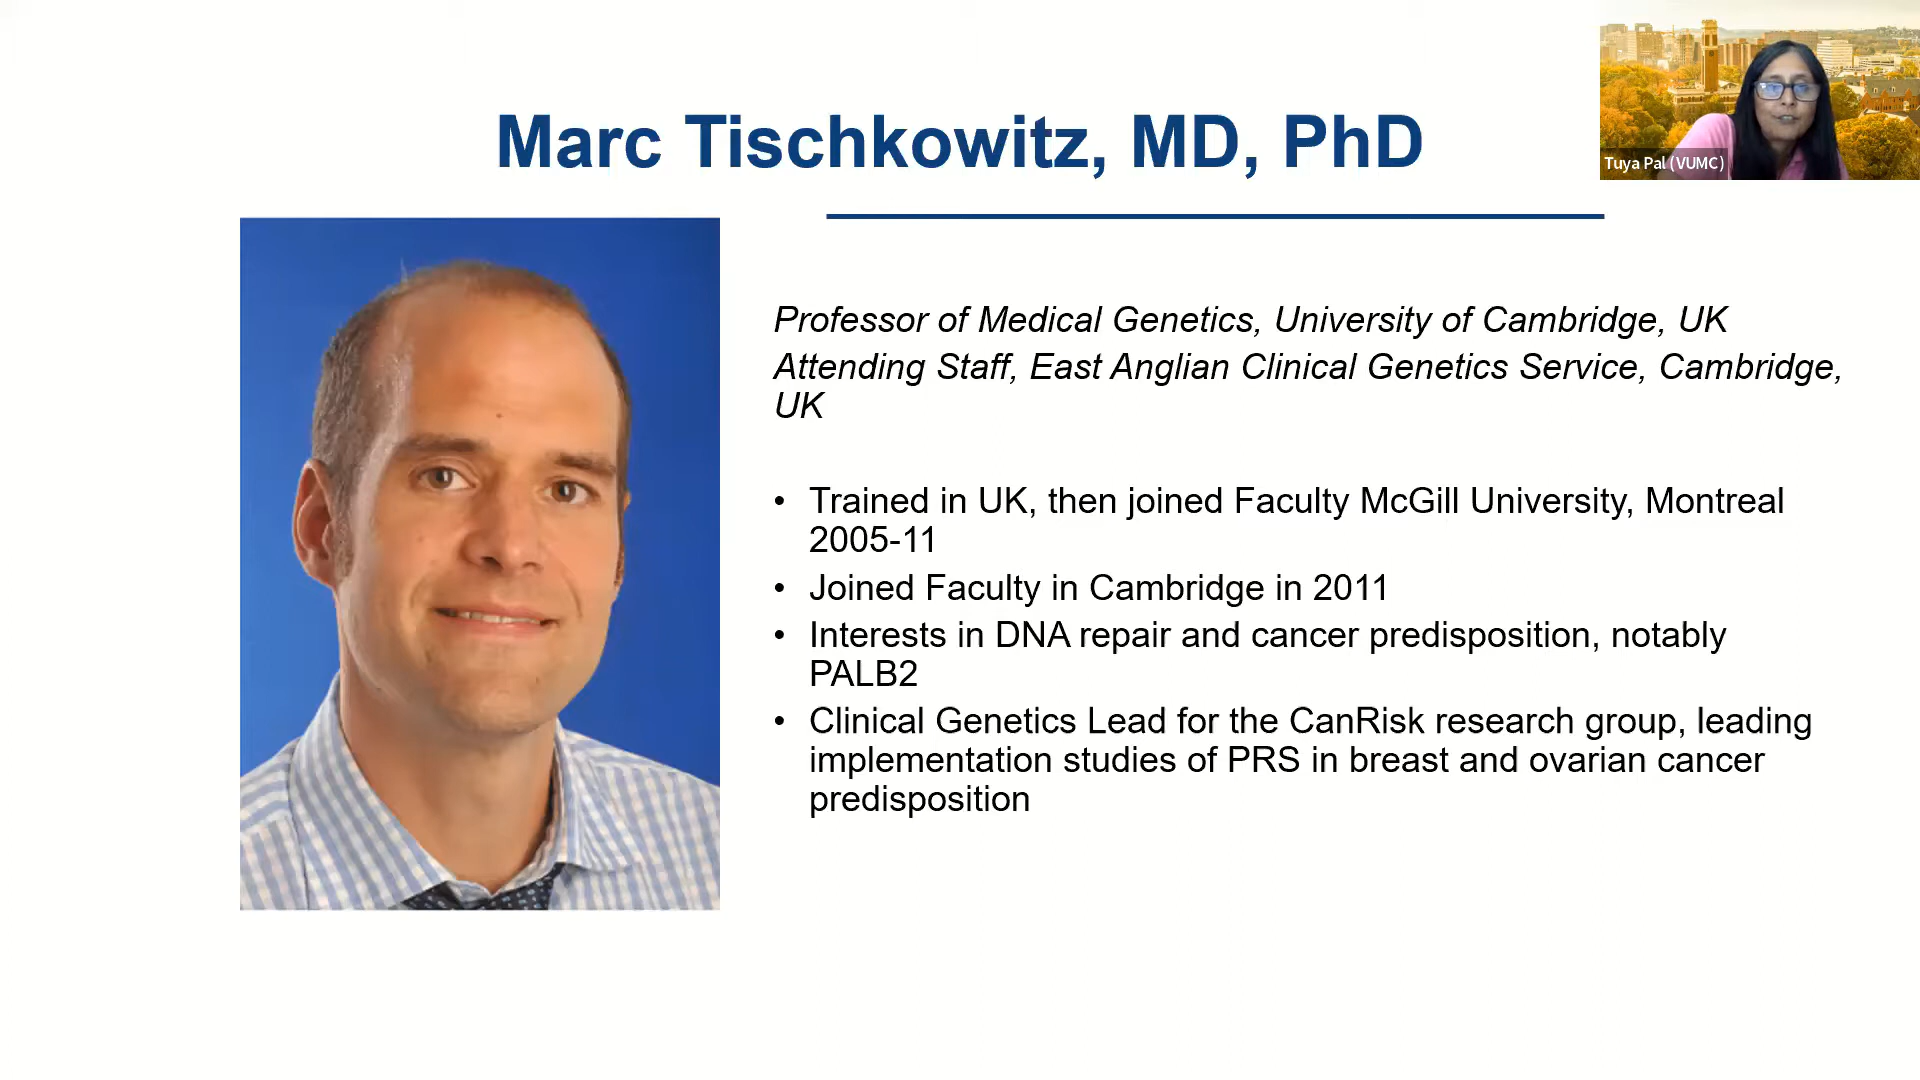 Marc Tischkowitz, MD, PhD
Tuya Pal (VUMC)
Professor of Medical Genetics, University of Cambridge, UK
Attending Staff, East Anglian Clinical Genetics Service, Cambridge,
UK
• Trained in UK, then joined Faculty McGill University, Montreal
2005-11
• Joined Faculty in Cambridge in 2011
• Interests in DNA repair and cancer predisposition, notably
PALB2
• Clinical Genetics Lead for the CanRisk research group, leading
implementation studies of PRS in breast and ovarian cancer
predisposition